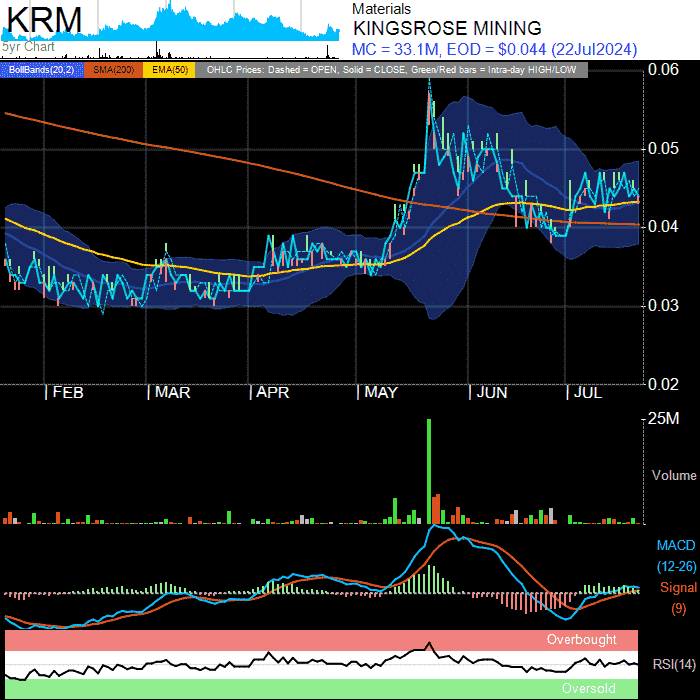 KRM
5yr Chart
Materials
KINGSROSE MINING
MC = 33.1M, EOD = $0.044 (22Jul2024)
BollBands(20,2) SMA(200) EMA(50) OHLC Prices: Dashed = OPEN, Solid = CLOSE, Green/Red bars = Intra-day HIGH/LOW
0.06
0.05
0.04
0.03
0.02
FEB MAR APR MAY JUN JUL
25M
Volume
MACD
(12-26)
Signal
(9)
Overbought
RSI(14)
Oversold